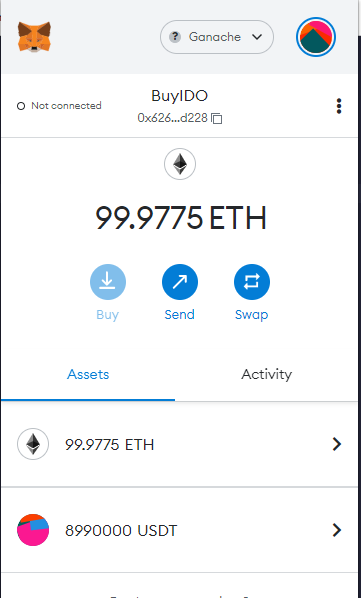 ? Ganache
Not connected
BuyIDO
0x626...d228
99.9775 ETH
Buy
Send
Swap
Assets
Activity
99.9775 ETH
8990000 USDT